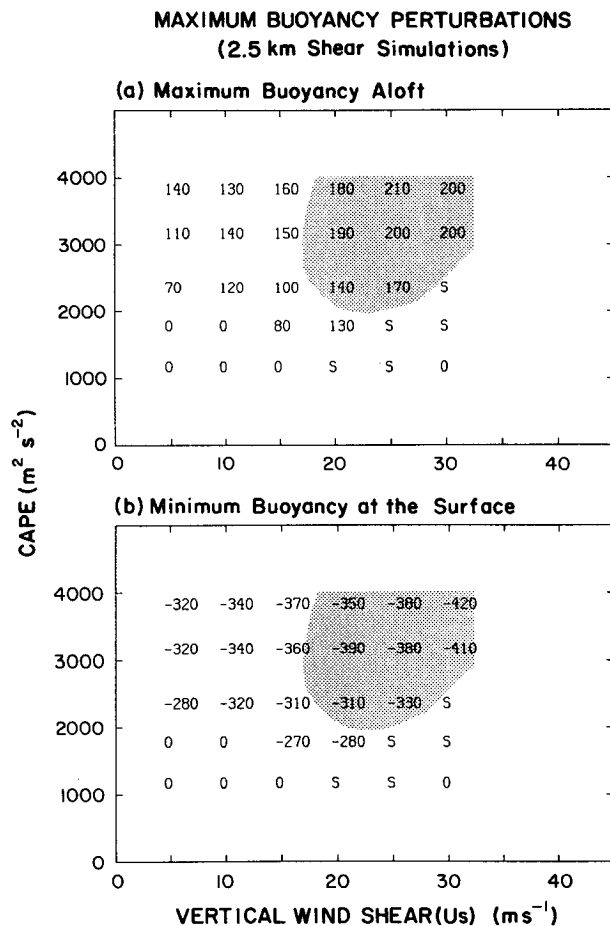 MAXIMUM BUOYANCY PERTURBATIONS
(2.5 km Shear Simulations)
(a) Maximum Buoyancy Aloft
4000
140 130 160 180 210 200
110 140 150 190 200 200
3000
70 120 100 140 170 S
2000
0 0 80 130 S S
0 0 0 S S 0
1000
0
0 10 20 30 40
CAPE (m² s⁻²)
(b) Minimum Buoyancy at the Surface
4000
-320 -340 -370 -350 -380 -420
-320 -340 -360 -390 -380 -410
3000
-280 -320 -310 -310 -330 S
2000
0 0 -270 -280 S S
0 0 0 S S 0
1000
0
0 10 20 30 40
VERTICAL WIND SHEAR (Us) (ms⁻¹)